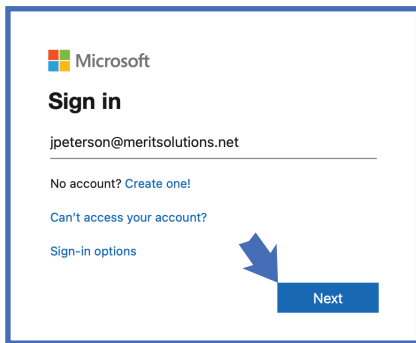 Microsoft
Sign in
jpeterson@meritsolutions.net
No account? Create one!
Can't access your account?
Sign-in options
Next